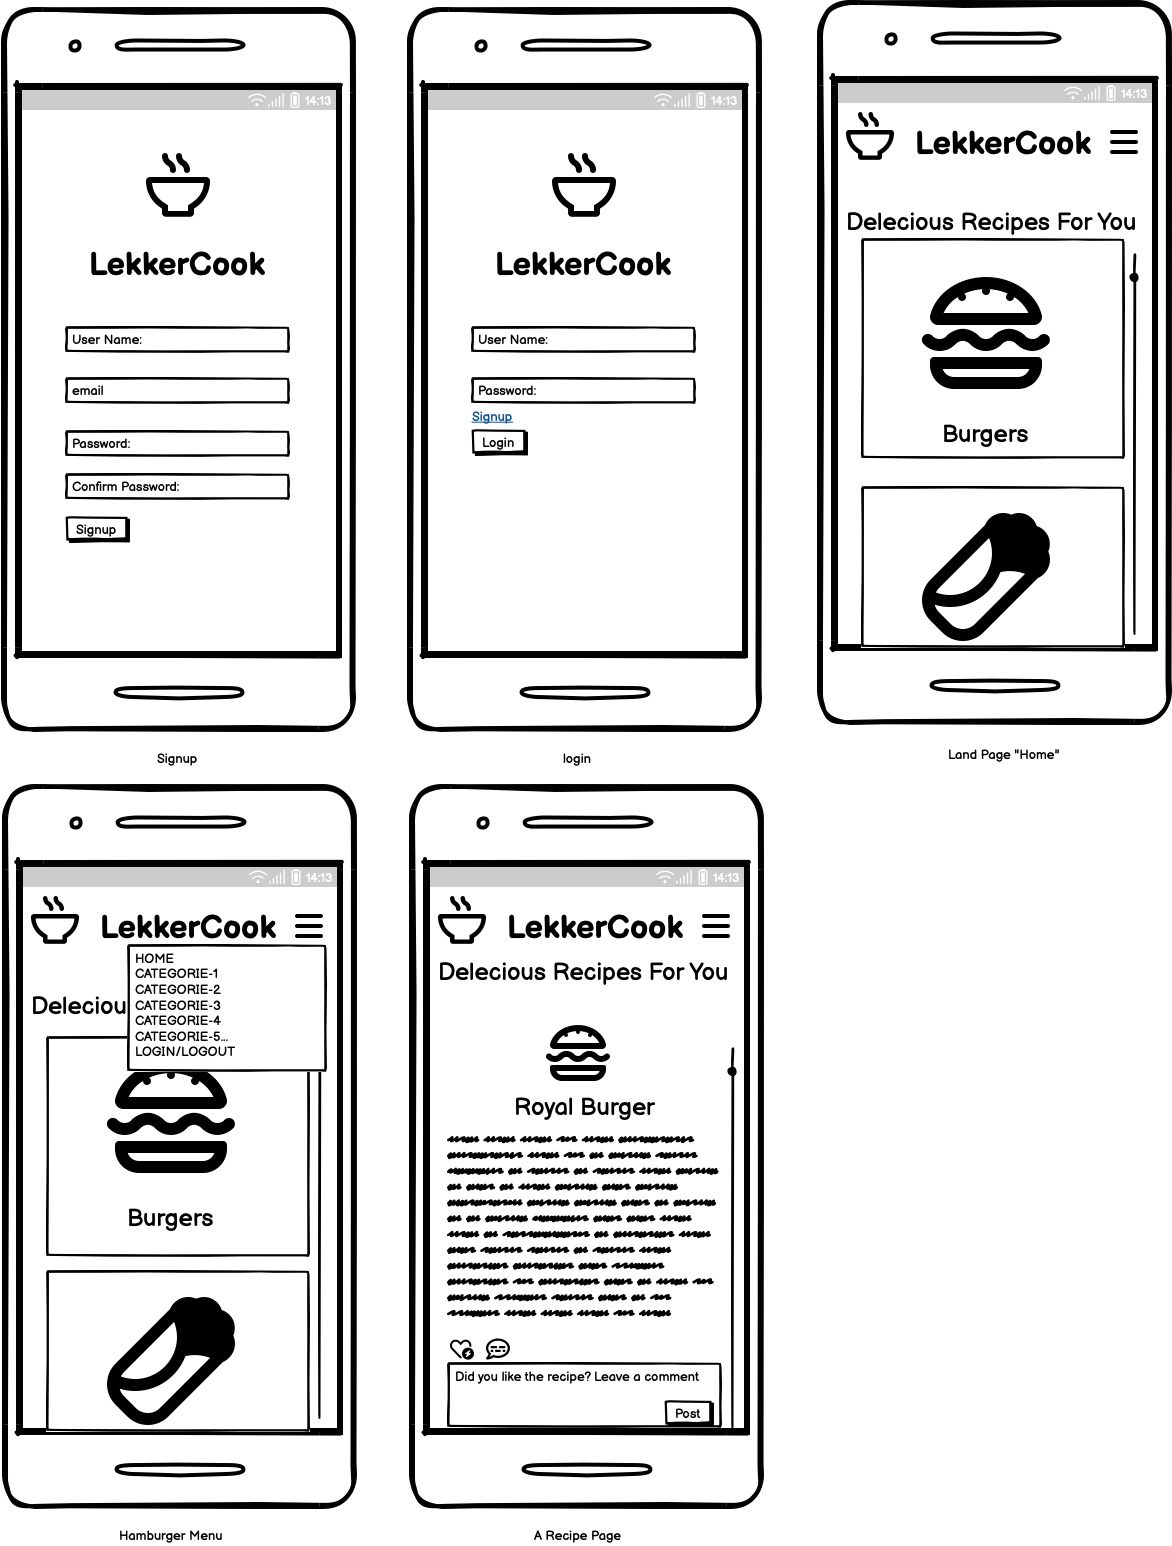 14:13
LekkerCook
User Name:
email
Password:
Confirm Password:
Signup
Signup
14:13
LekkerCook
User Name:
Password:
Signup
Login
login
14:13
LekkerCook
Delecious Recipes For You
Burgers
Land Page "Home"
14:13
LekkerCook
HOME
CATEGORIE-1
CATEGORIE-2
CATEGORIE-3
CATEGORIE-4
CATEGORIE-5...
LOGIN/LOGOUT
Deleciou
Burgers
Hamburger Menu
14:13
LekkerCook
Delecious Recipes For You
Royal Burger
Did you like the recipe? Leave a comment
Post
A Recipe Page